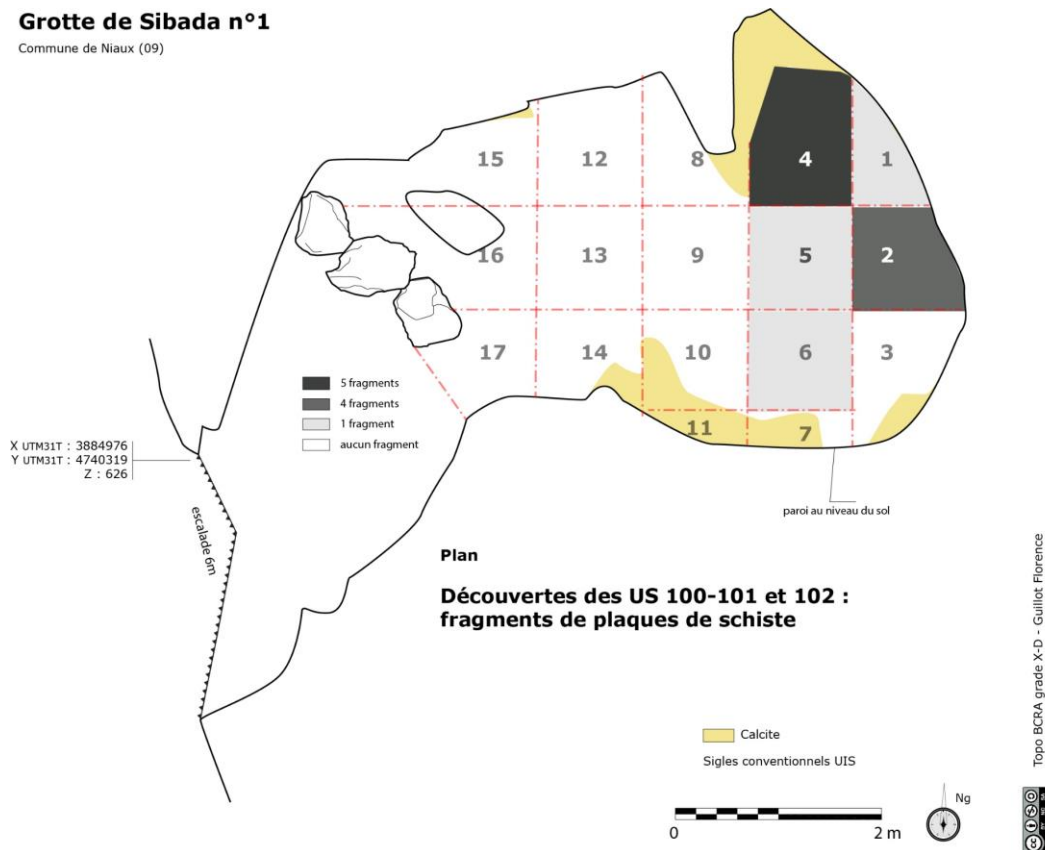 Grotte de Sibada n°1
Commune de Niaux (09)
15
12
8
4
1
16
13
9
5
2
17
14
10
6
3
11
7
5 fragments
4 fragments
1 fragment
aucun fragment
X UTM31T : 3884976
Y UTM31T : 4740319
Z : 626
escalade 6m
paroi au niveau du sol
Plan
Découvertes des US 100-101 et 102 :
fragments de plaques de schiste
Calcite
Sigles conventionnels UIS
0
2 m
Ng
Topo BCRA grade X-D - Guillot Florence
BY NC SA